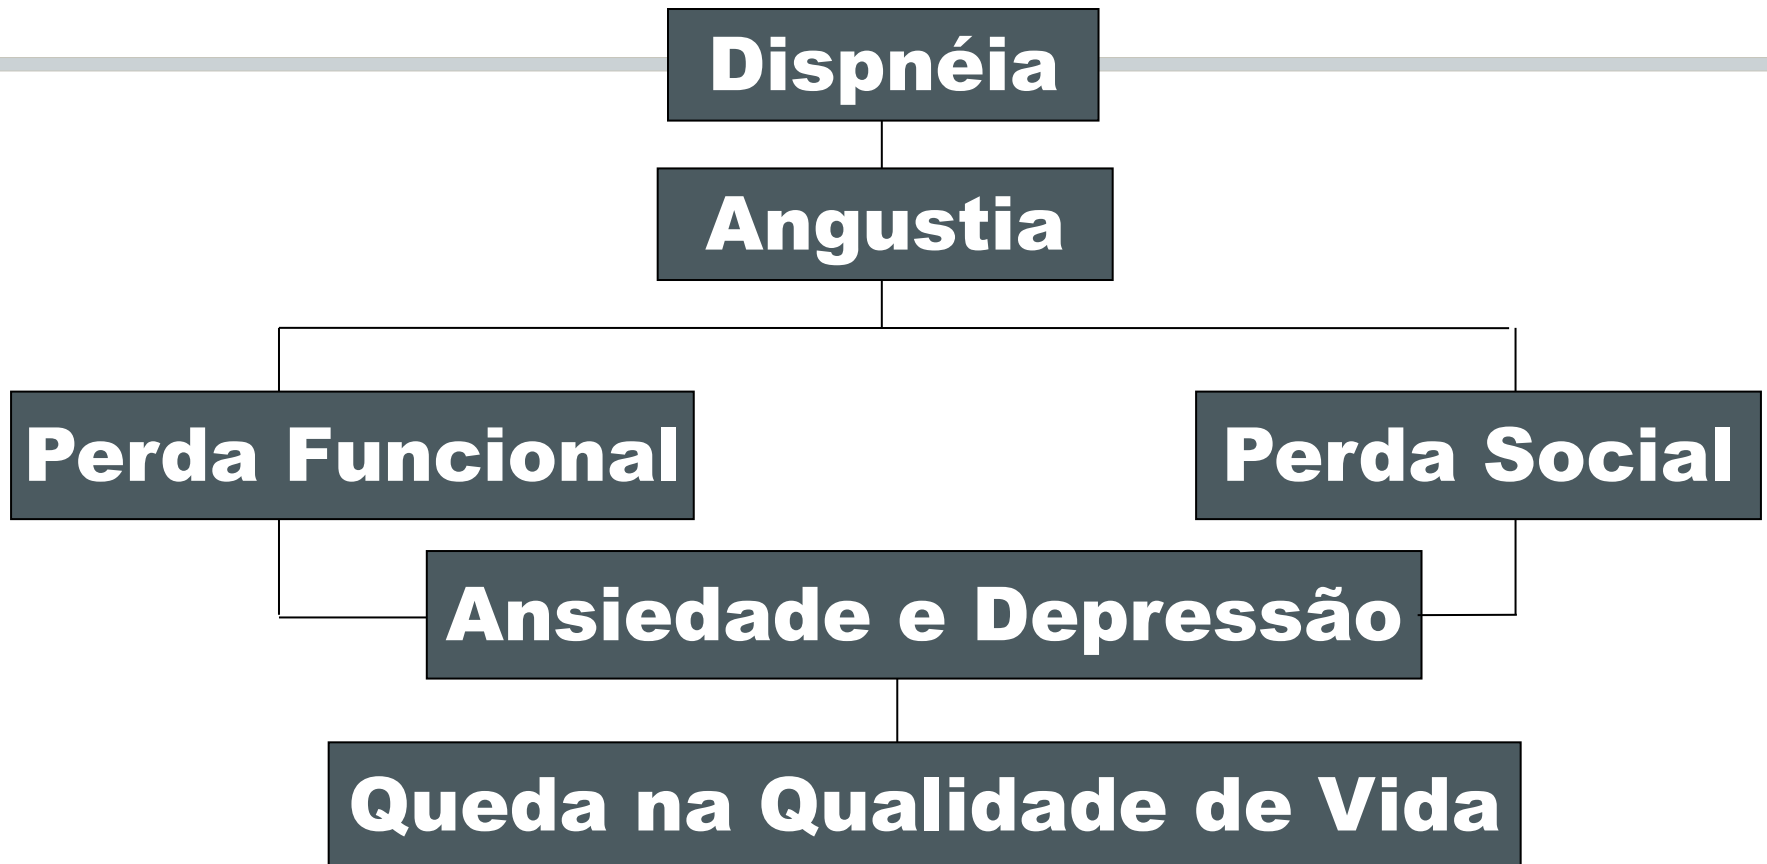 Dispnéia
Angustia
Perda Funcional
Perda Social
Ansiedade e Depressão
Queda na Qualidade de Vida